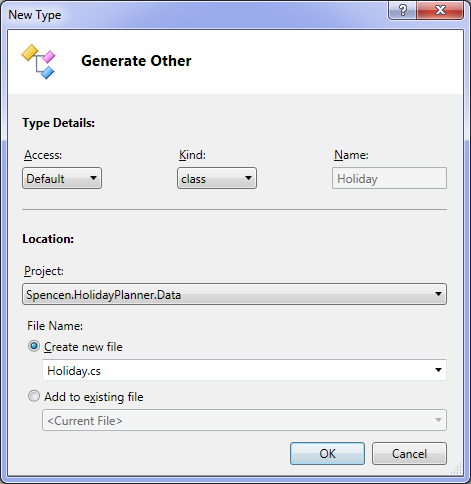 New Type
?
Generate Other
Type Details:
Access: Kind: Name:
Default class Holiday
Location:
Project:
Spencen.HolidayPlanner.Data
File Name:
Create new file
Holiday.cs
Add to existing file
<Current File>
OK Cancel